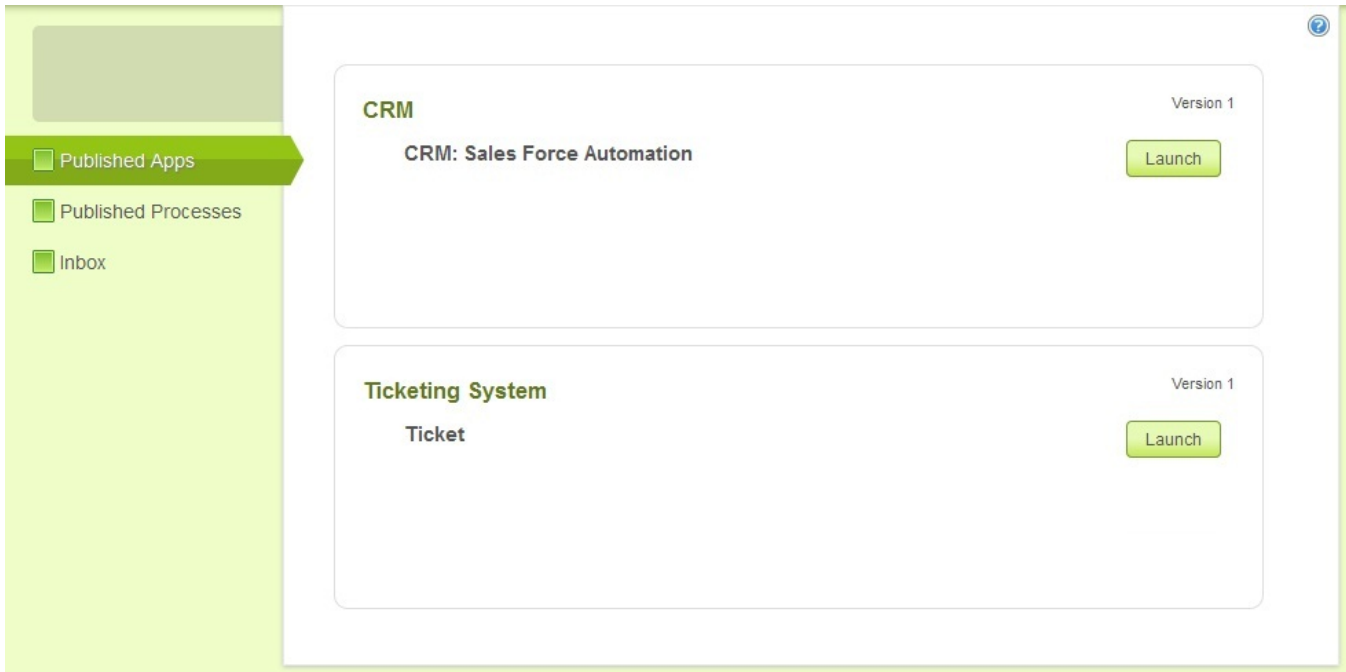 Published Apps
Published Processes
Inbox
CRM
Version 1
CRM: Sales Force Automation
Launch
Ticketing System
Version 1
Ticket
Launch
?